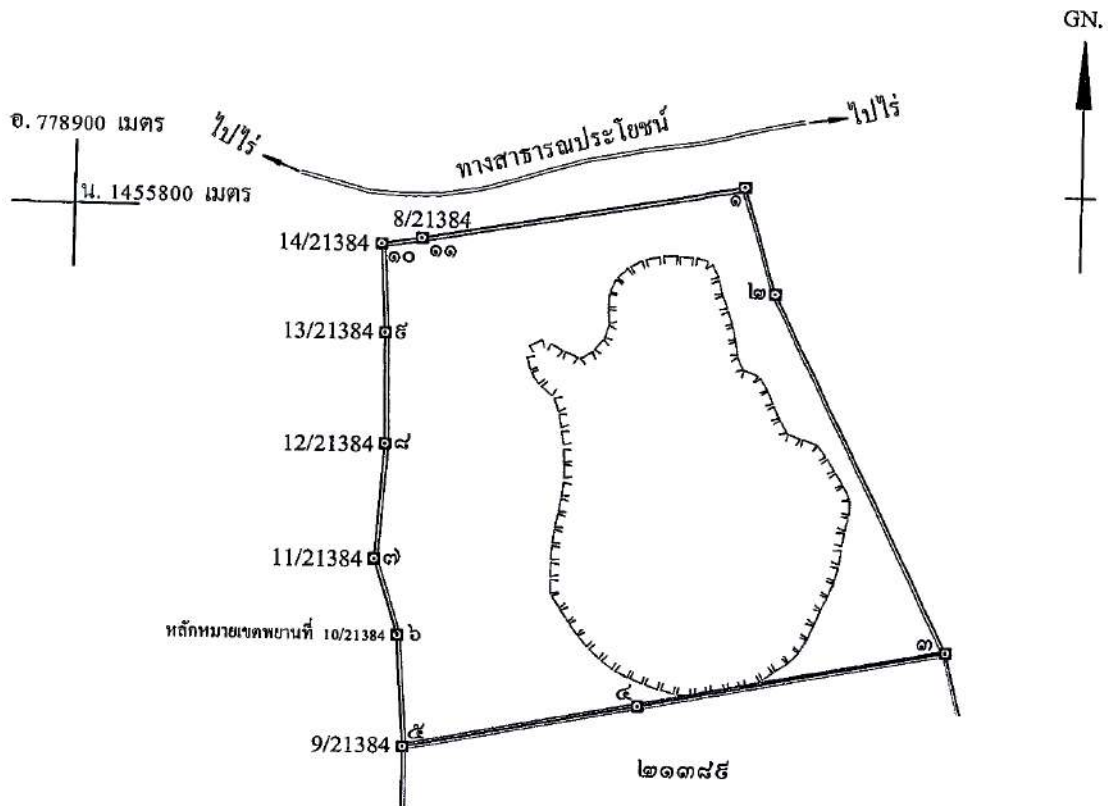 GN.
อ. 778900 เมตร
น. 1455800 เมตร
ไปไร่
ทางสาธารณประโยชน์
ไปไร่
8/21384
๑
14/21384
๑๐
๑๑
๒
13/21384
๙
12/21384
๘
11/21384
๗
หลักหมายเขตพยานที่ 10/21384
๖
๓
๔
๕
9/21384
๒๑๓๘๙